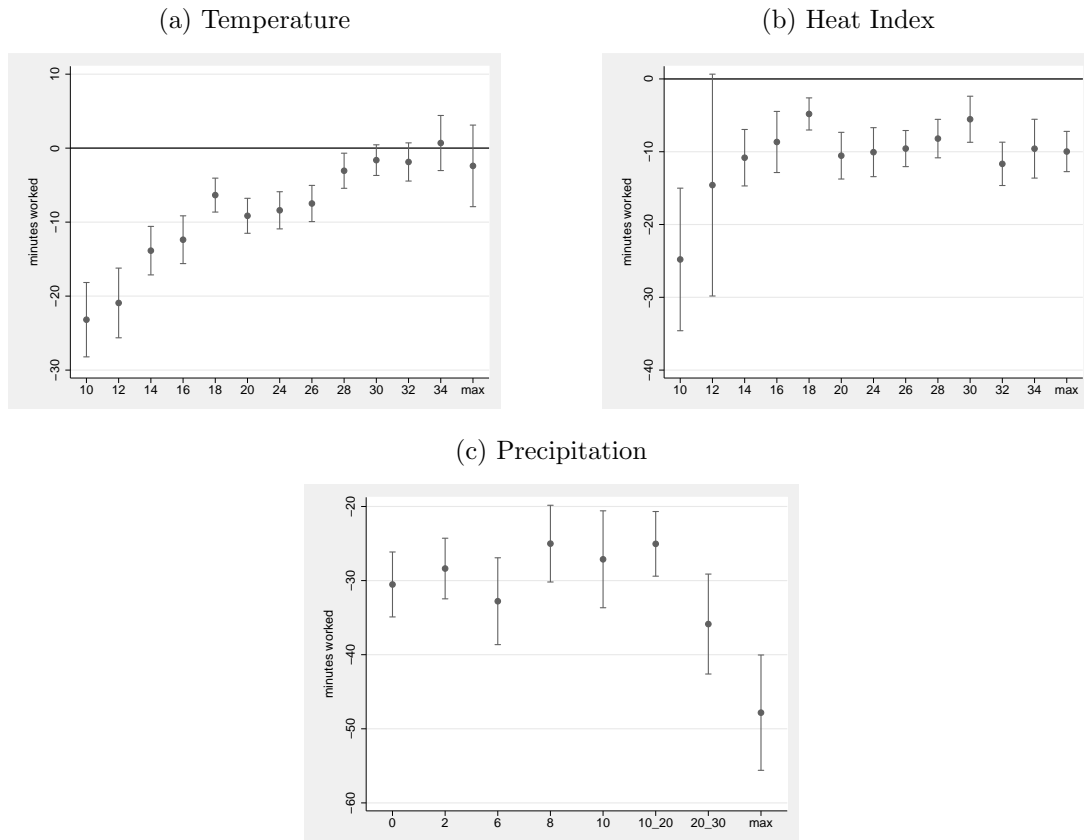 (a) Temperature
10
0
−10
−20
−30
minutes worked
10 12 14 16 18 20 24 26 28 30 32 34 max
(b) Heat Index
0
−10
−20
−30
−40
minutes worked
10 12 14 16 18 20 24 26 28 30 32 34 max
(c) Precipitation
−20
−30
−40
−50
−60
minutes worked
0 2 6 8 10 10_20 20_30 max